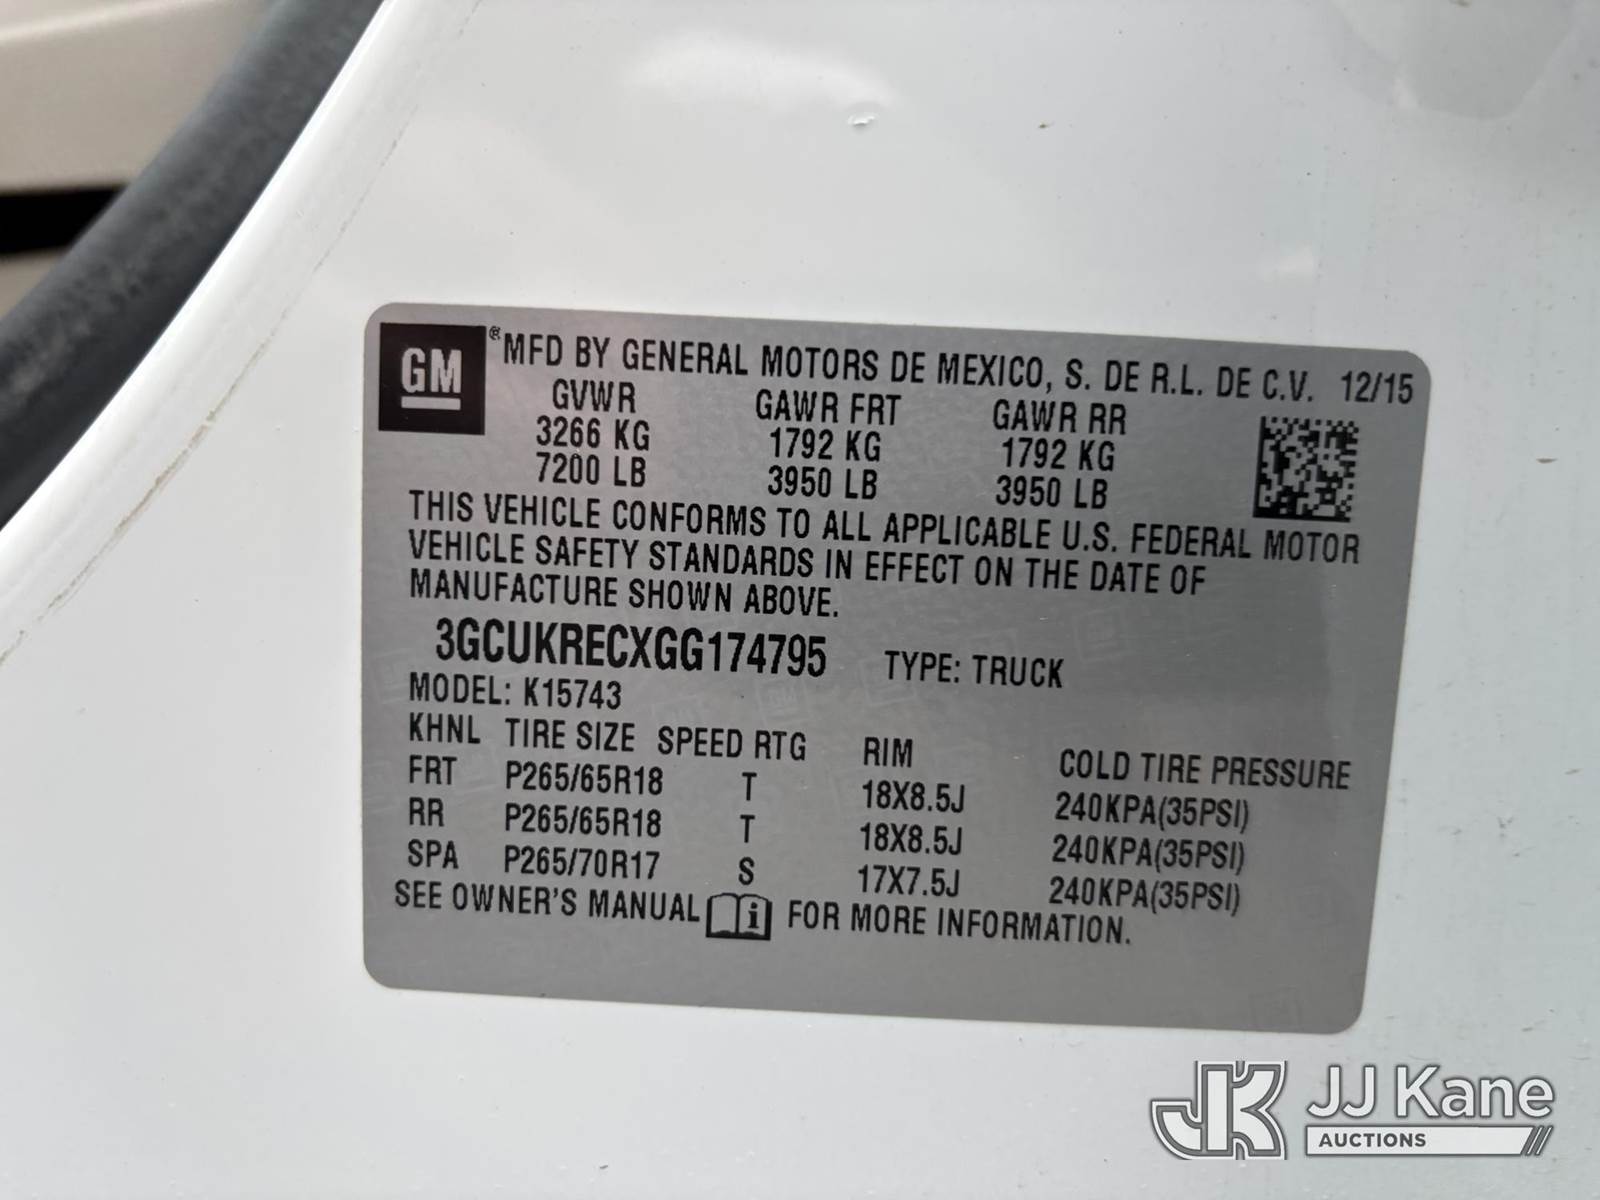 GM ® MFD BY GENERAL MOTORS DE MEXICO, S. DE R.L. DE C.V. 12/15
GVWR GAWR FRT GAWR RR
3266 KG 1792 KG 1792 KG
7200 LB 3950 LB 3950 LB
THIS VEHICLE CONFORMS TO ALL APPLICABLE U.S. FEDERAL MOTOR
VEHICLE SAFETY STANDARDS IN EFFECT ON THE DATE OF
MANUFACTURE SHOWN ABOVE.
3GCUKRECXGG174795 TYPE: TRUCK
MODEL: K15743
KHNL TIRE SIZE SPEED RTG RIM COLD TIRE PRESSURE
FRT P265/65R18 T 18X8.5J 240KPA(35PSI)
RR P265/65R18 T 18X8.5J 240KPA(35PSI)
SPA P265/70R17 S 17X7.5J 240KPA(35PSI)
SEE OWNER'S MANUAL i FOR MORE INFORMATION.
JK JJ Kane
AUCTIONS